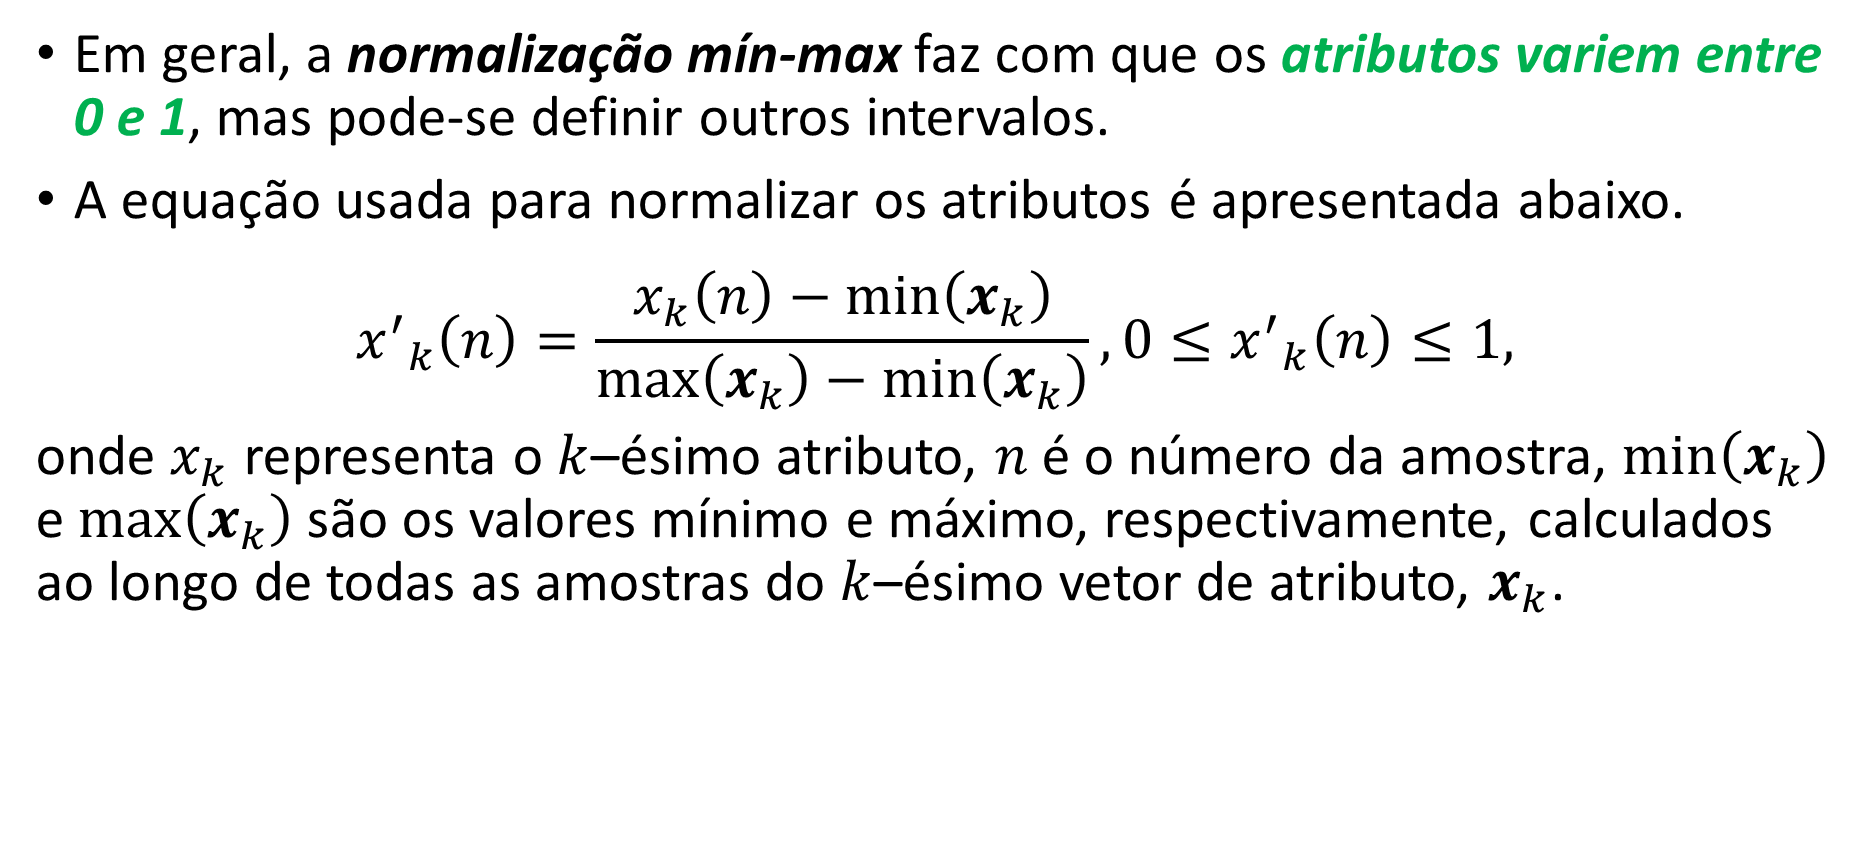 • Em geral, a normalização mín-max faz com que os atributos variem entre
0 e 1, mas pode-se definir outros intervalos.
• A equação usada para normalizar os atributos é apresentada abaixo.
x′ₖ(n) = (xₖ(n) − min(𝒙ₖ)) / (max(𝒙ₖ) − min(𝒙ₖ)), 0 ≤ x′ₖ(n) ≤ 1,
onde xₖ representa o k–ésimo atributo, n é o número da amostra, min(𝒙ₖ)
e max(𝒙ₖ) são os valores mínimo e máximo, respectivamente, calculados
ao longo de todas as amostras do k–ésimo vetor de atributo, 𝒙ₖ.